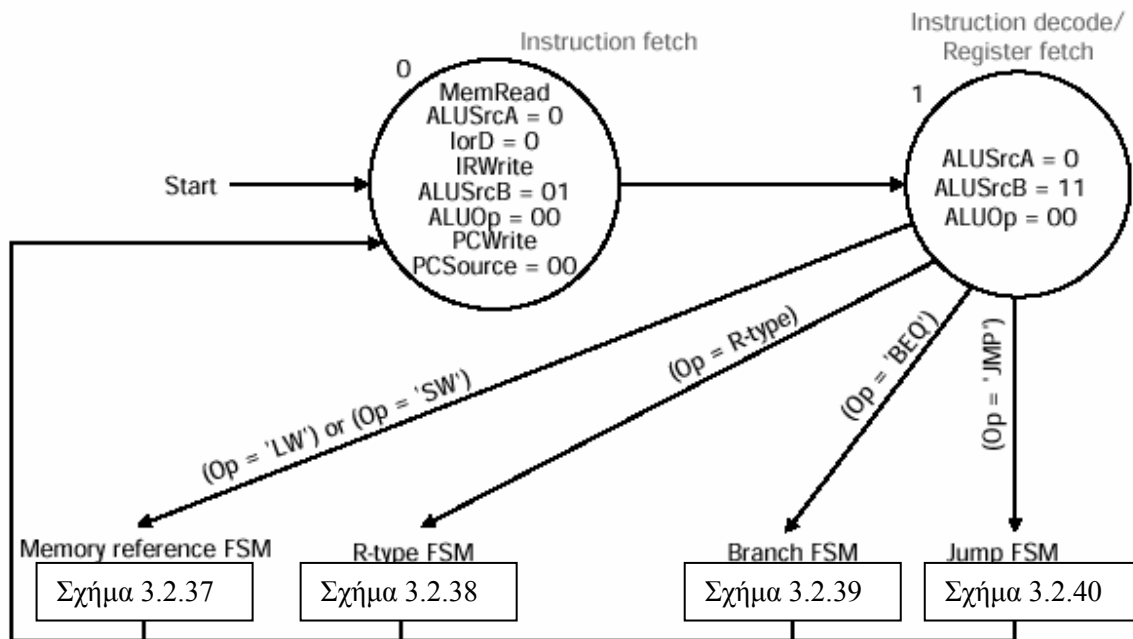 Instruction fetch
Instruction decode/
Register fetch
0
MemRead
ALUSrcA = 0
IorD = 0
IRWrite
ALUSrcB = 01
ALUOp = 00
PCWrite
PCSource = 00
1
ALUSrcA = 0
ALUSrcB = 11
ALUOp = 00
Start
(Op = 'LW') or (Op = 'SW')
(Op = R-type)
(Op = 'BEQ')
(Op = 'JMP')
Memory reference FSM
R-type FSM
Branch FSM
Jump FSM
Σχήμα 3.2.37
Σχήμα 3.2.38
Σχήμα 3.2.39
Σχήμα 3.2.40